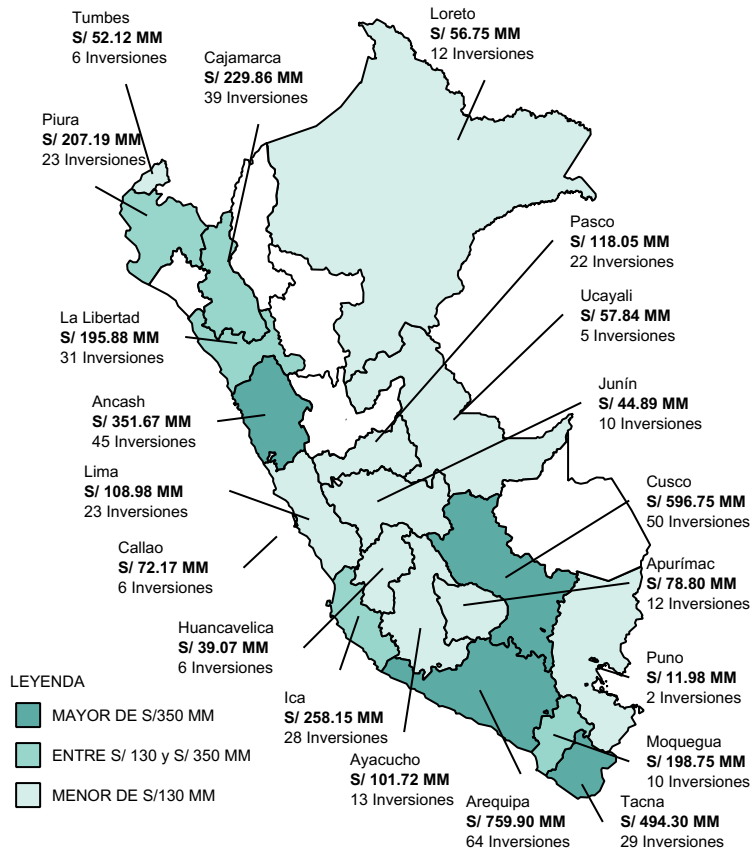 Tumbes
S/ 52.12 MM
6 Inversiones
Cajamarca
S/ 229.86 MM
39 Inversiones
Loreto
S/ 56.75 MM
12 Inversiones
Piura
S/ 207.19 MM
23 Inversiones
Pasco
S/ 118.05 MM
22 Inversiones
Ucayali
S/ 57.84 MM
5 Inversiones
La Libertad
S/ 195.88 MM
31 Inversiones
Junín
S/ 44.89 MM
10 Inversiones
Ancash
S/ 351.67 MM
45 Inversiones
Lima
S/ 108.98 MM
23 Inversiones
Cusco
S/ 596.75 MM
50 Inversiones
Callao
S/ 72.17 MM
6 Inversiones
Apurímac
S/ 78.80 MM
12 Inversiones
Huancavelica
S/ 39.07 MM
6 Inversiones
Puno
S/ 11.98 MM
2 Inversiones
Ica
S/ 258.15 MM
28 Inversiones
Moquegua
S/ 198.75 MM
10 Inversiones
Ayacucho
S/ 101.72 MM
13 Inversiones
Arequipa
S/ 759.90 MM
64 Inversiones
Tacna
S/ 494.30 MM
29 Inversiones
LEYENDA
MAYOR DE S/350 MM
ENTRE S/ 130 y S/ 350 MM
MENOR DE S/130 MM